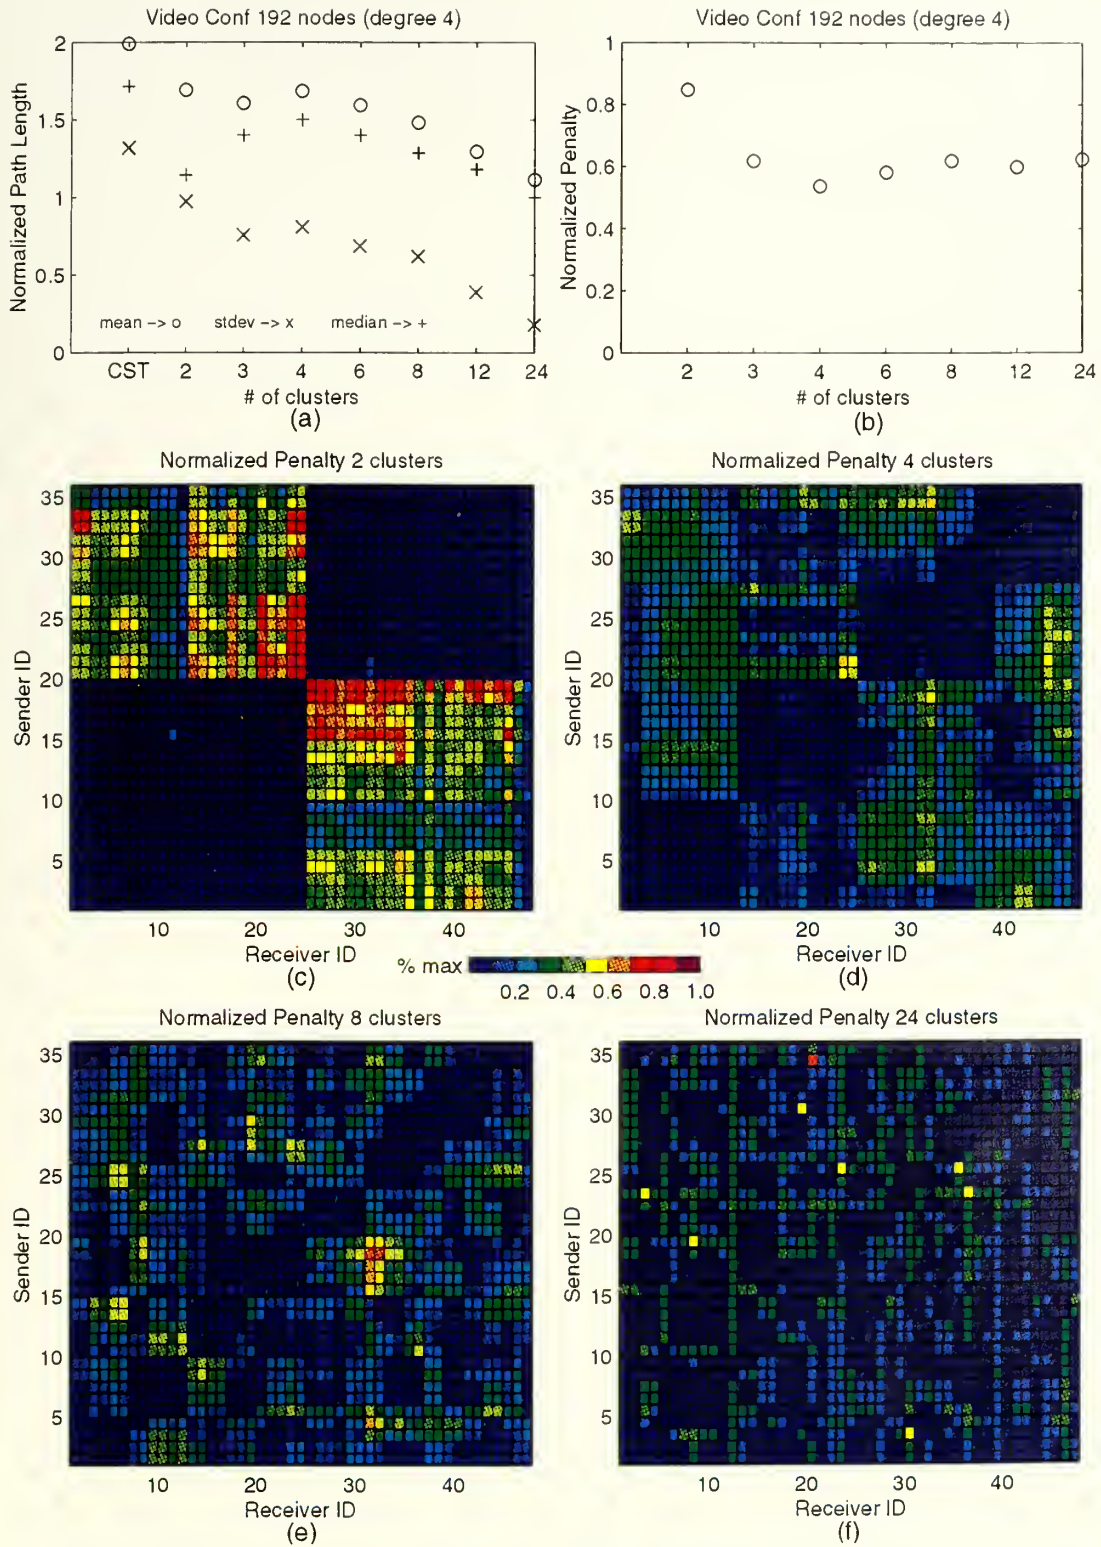 Video Conf 192 nodes (degree 4)
Normalized Path Length
2
1.5
1
0.5
0
mean -> o
stdev -> x
median -> +
CST 2 3 4 6 8 12 24
# of clusters
(a)
Video Conf 192 nodes (degree 4)
Normalized Penalty
1
0.8
0.6
0.4
0.2
0
2 3 4 6 8 12 24
# of clusters
(b)
Normalized Penalty 2 clusters
Sender ID
35
30
25
20
15
10
5
10 20 30 40
Receiver ID
(c)
Normalized Penalty 4 clusters
Sender ID
35
30
25
20
15
10
5
10 20 30 40
Receiver ID
(d)
% max
0.2 0.4 0.6 0.8 1.0
Normalized Penalty 8 clusters
Sender ID
35
30
25
20
15
10
5
10 20 30 40
Receiver ID
(e)
Normalized Penalty 24 clusters
Sender ID
35
30
25
20
15
10
5
10 20 30 40
Receiver ID
(f)